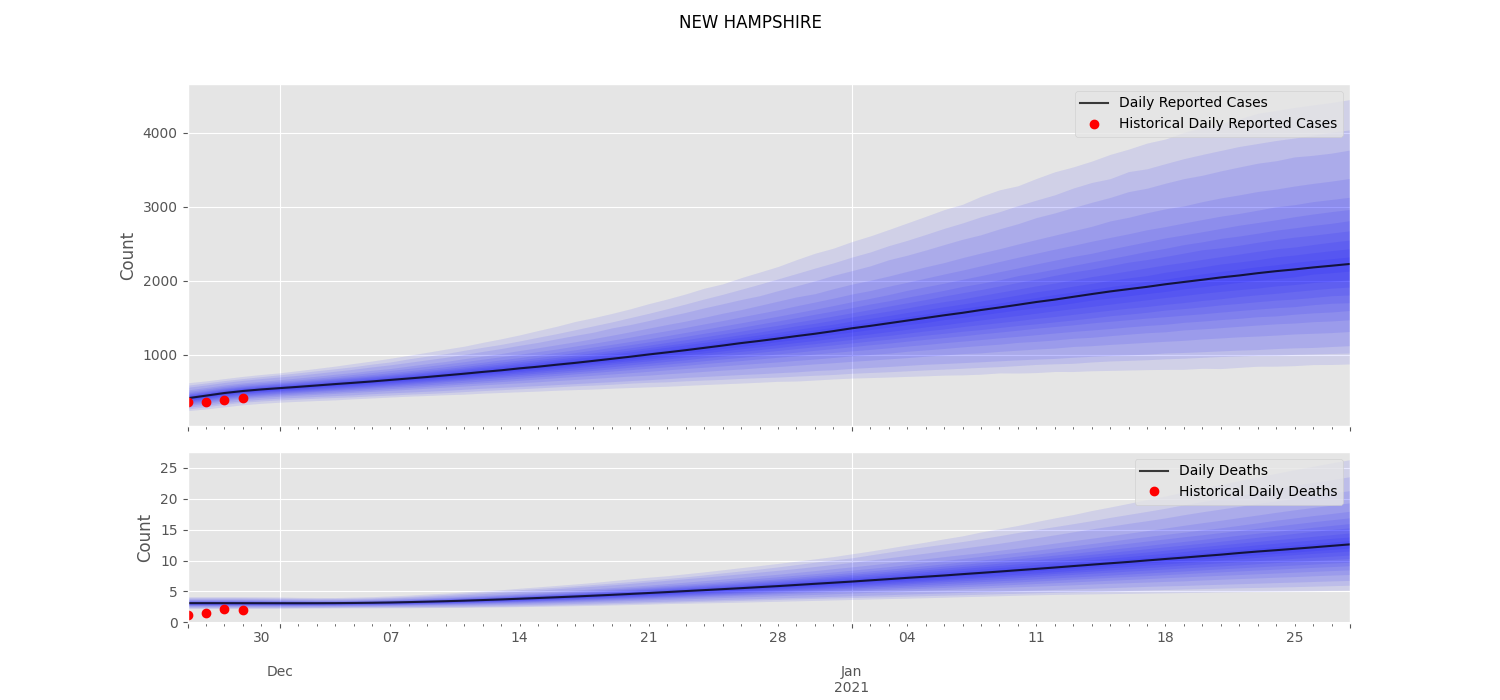 NEW HAMPSHIRE
Daily Reported Cases
Historical Daily Reported Cases
4000
3000
2000
1000
Count
Daily Deaths
Historical Daily Deaths
25
20
15
10
5
0
Count
30 07 14 21 28 04 11 18 25
Dec Jan
2021